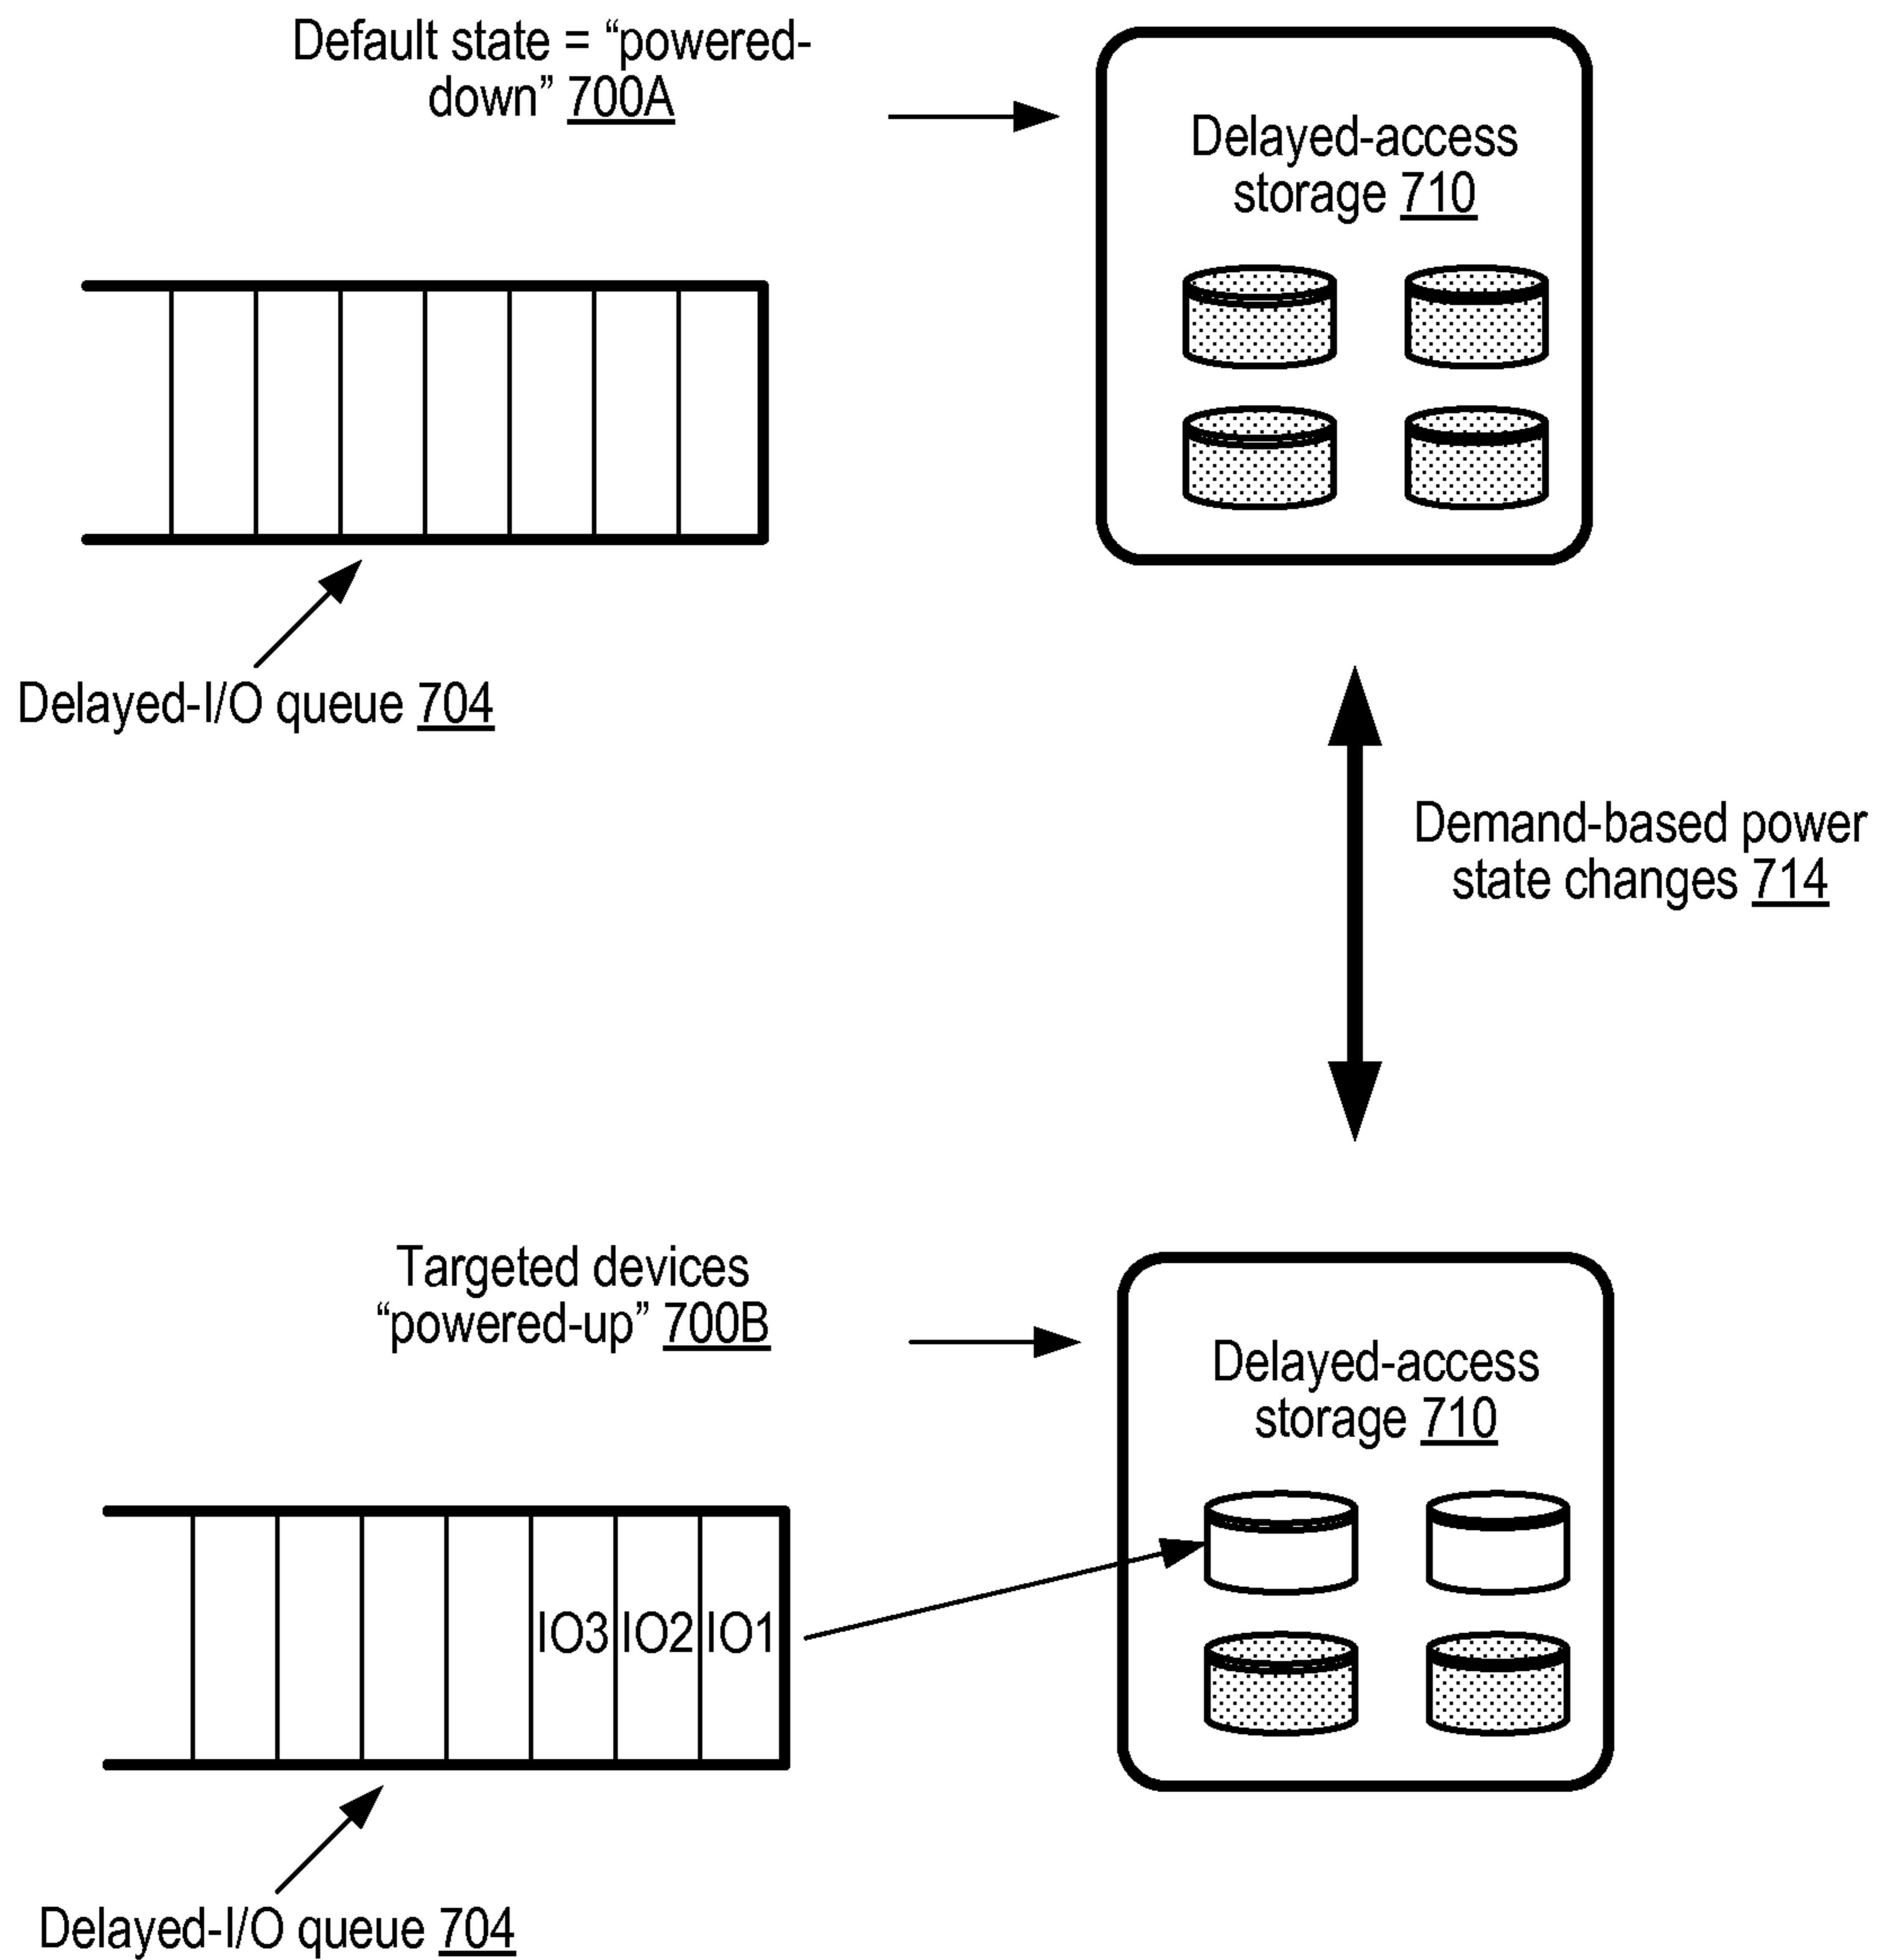 Default state = “powered-
down” 700A
Delayed-access
storage 710
Delayed-I/O queue 704
Demand-based power
state changes 714
Targeted devices
“powered-up” 700B
Delayed-access
storage 710
IO3 IO2 IO1
Delayed-I/O queue 704